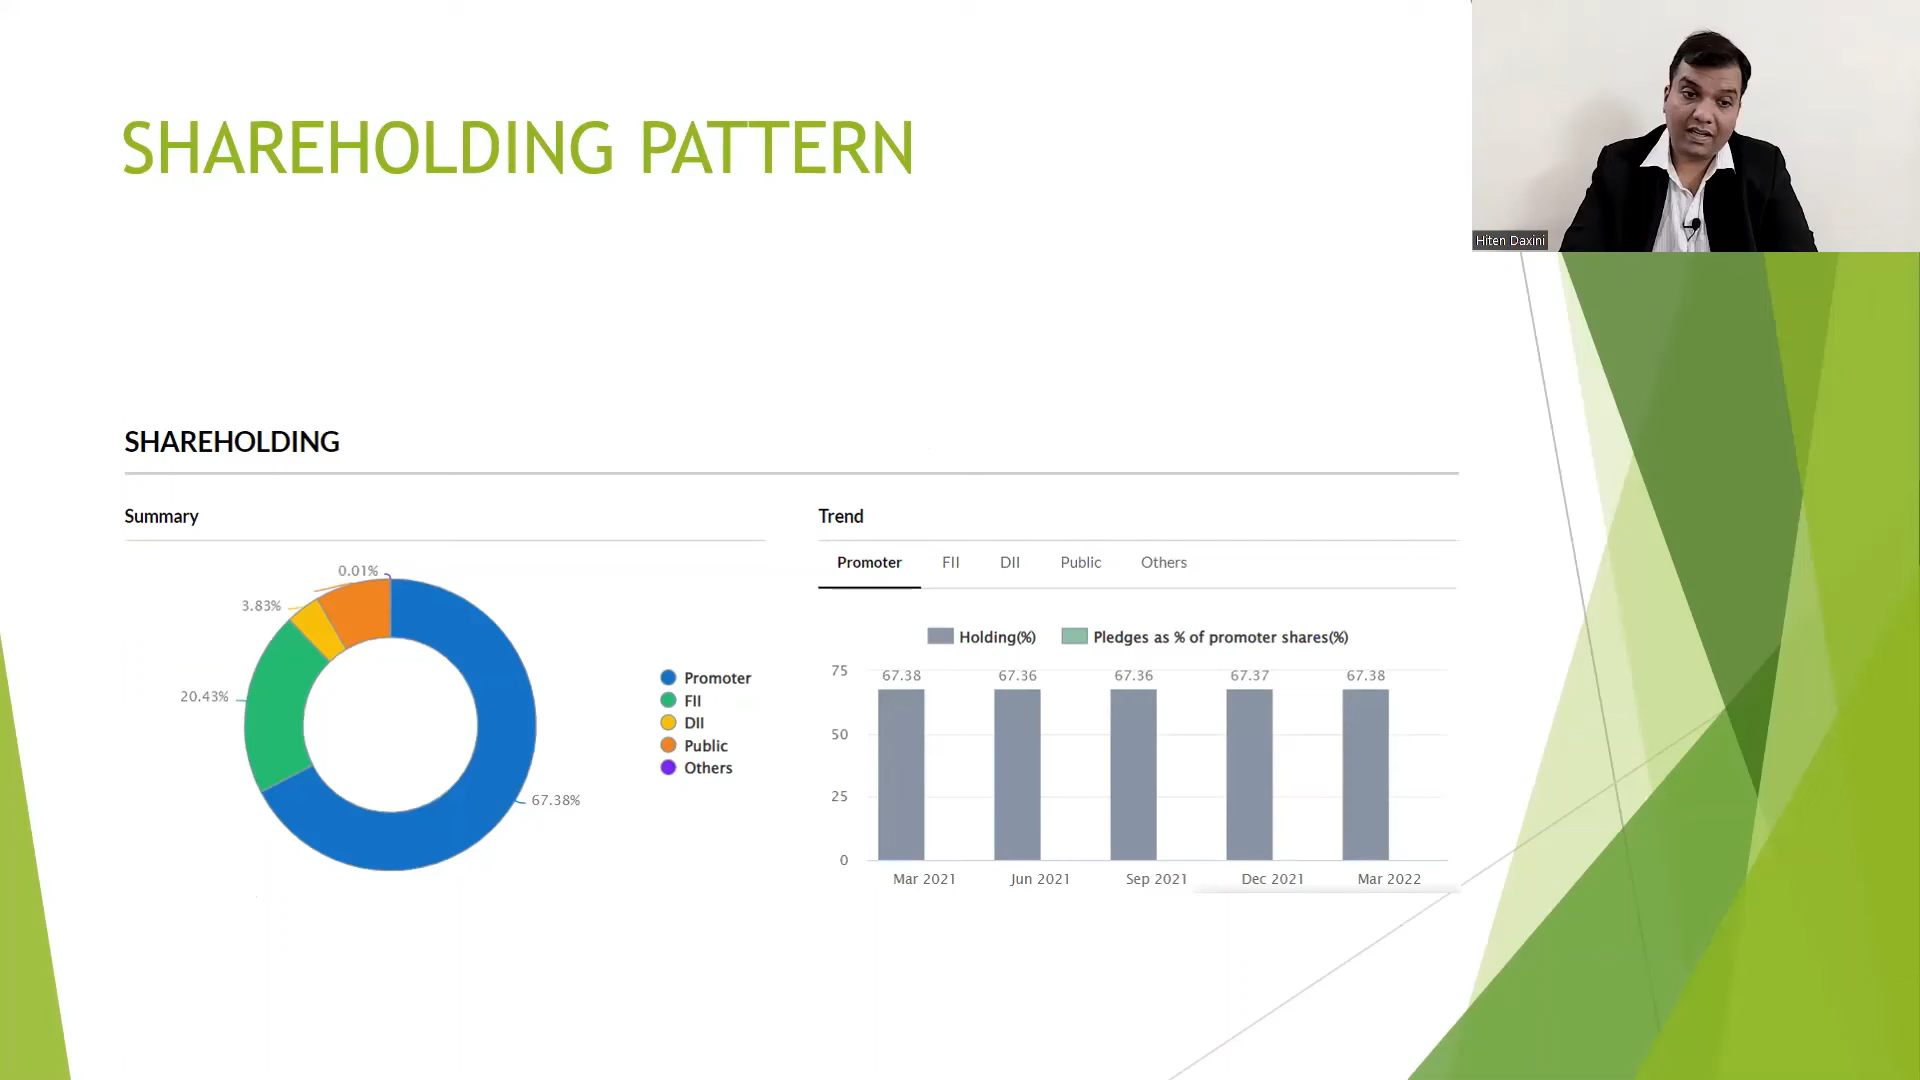 SHAREHOLDING PATTERN
Hiten Daxini
SHAREHOLDING
Summary
0.01%
3.83%
20.43%
67.38%
Promoter
FII
DII
Public
Others
Trend
Promoter FII DII Public Others
Holding(%) Pledges as % of promoter shares(%)
75
50
25
0
67.38 67.36 67.36 67.37 67.38
Mar 2021 Jun 2021 Sep 2021 Dec 2021 Mar 2022